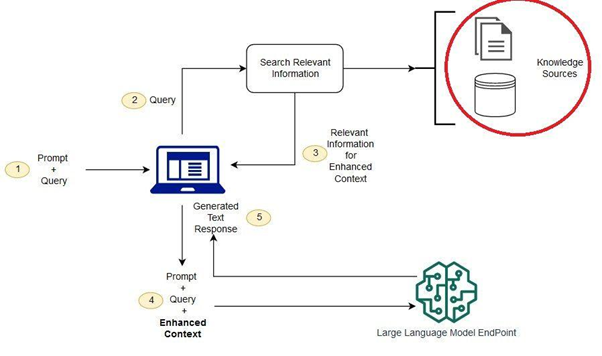 Search Relevant
Information
Knowledge
Sources
2
Query
3
Relevant
Information
for
Enhanced
Context
1
Prompt
+
Query
Generated
Text
Response
5
4
Prompt
+
Query
+
Enhanced
Context
Large Language Model EndPoint